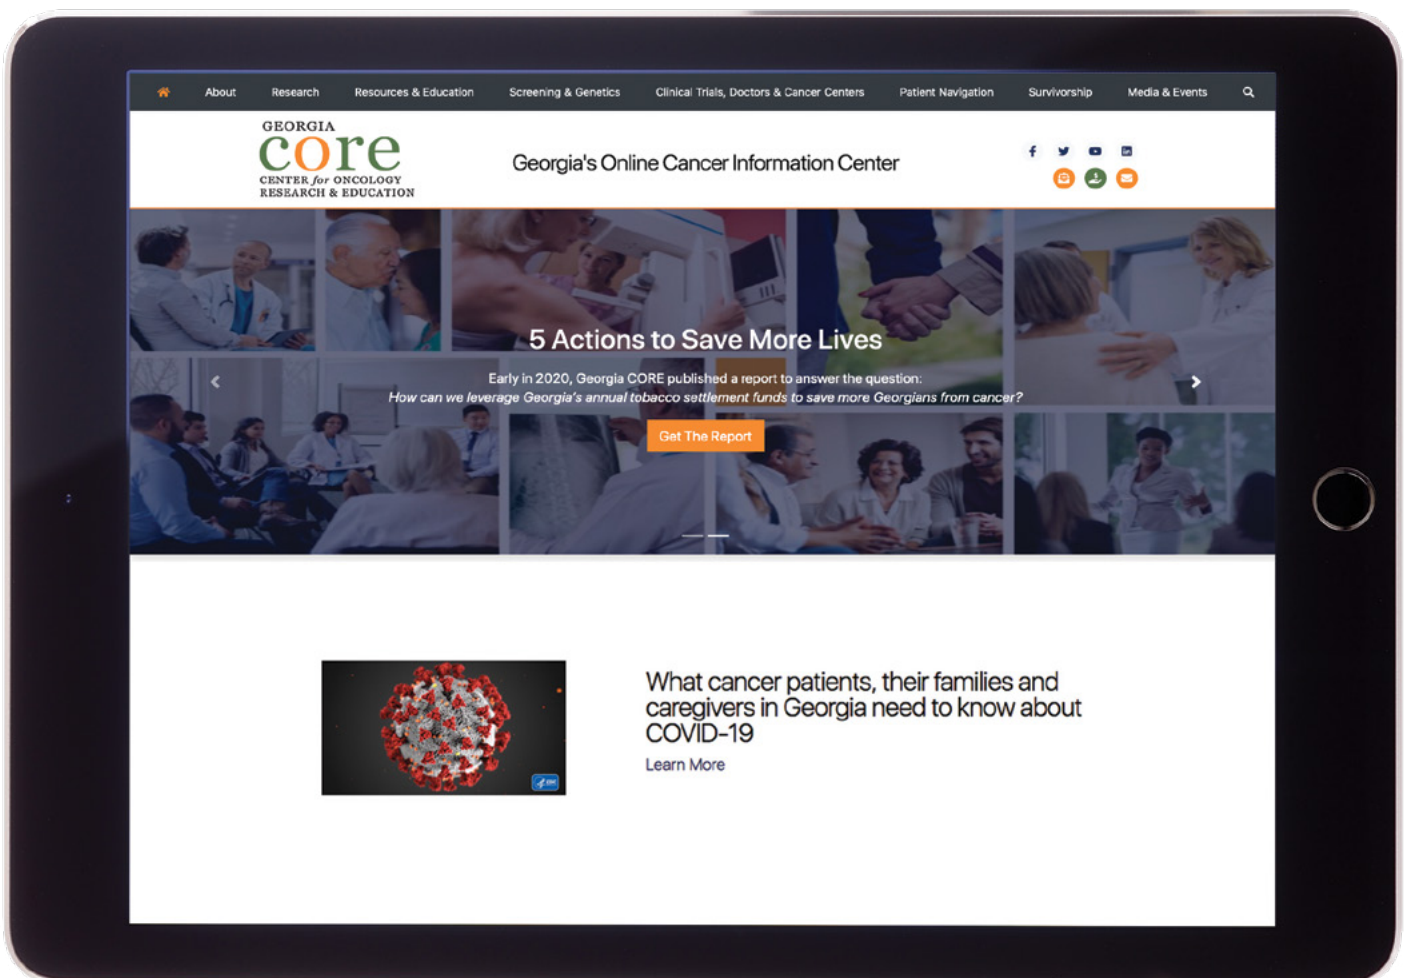 About
Research
Resources & Education
Screening & Genetics
Clinical Trials, Doctors & Cancer Centers
Patient Navigation
Survivorship
Media & Events
GEORGIA
core
CENTER for ONCOLOGY
RESEARCH & EDUCATION
Georgia's Online Cancer Information Center
5 Actions to Save More Lives
Early in 2020, Georgia CORE published a report to answer the question:
How can we leverage Georgia's annual tobacco settlement funds to save more Georgians from cancer?
Get The Report
What cancer patients, their families and
caregivers in Georgia need to know about
COVID-19
Learn More
CDC